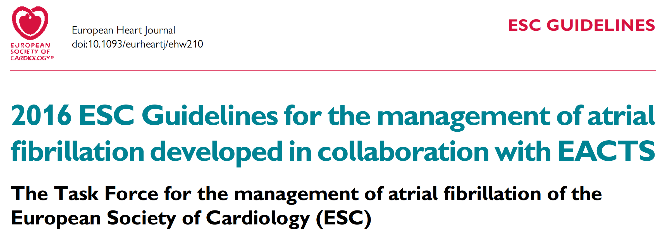 EUROPEAN
SOCIETY OF
CARDIOLOGY®
European Heart Journal
doi:10.1093/eurheartj/ehw210
ESC GUIDELINES
2016 ESC Guidelines for the management of atrial
fibrillation developed in collaboration with EACTS
The Task Force for the management of atrial fibrillation of the
European Society of Cardiology (ESC)